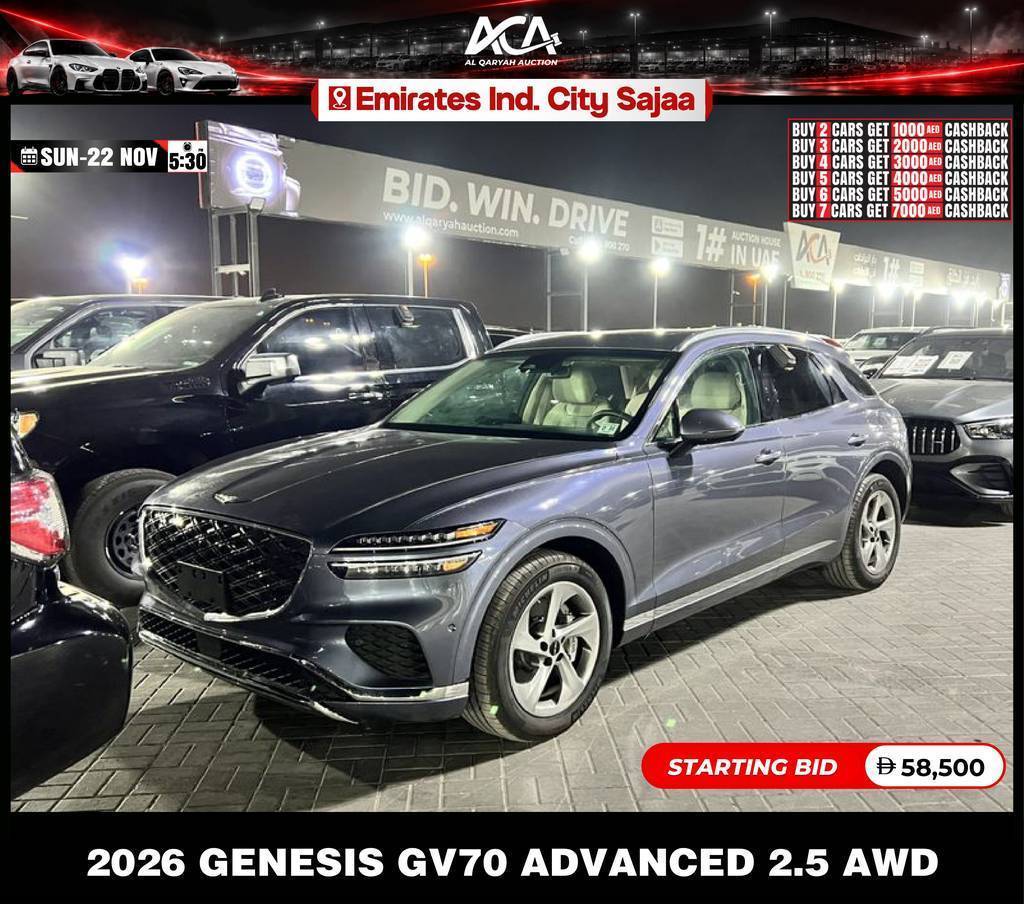 ACA
AL QARYAH AUCTION
Emirates Ind. City Sajaa
SUN-22 NOV 5:30
BUY 2 CARS GET 1000 AED CASHBACK
BUY 3 CARS GET 2000 AED CASHBACK
BUY 4 CARS GET 3000 AED CASHBACK
BUY 5 CARS GET 4000 AED CASHBACK
BUY 6 CARS GET 5000 AED CASHBACK
BUY 7 CARS GET 7000 AED CASHBACK
BID. WIN. DRIVE
www.alqaryahauction.com
1# AUCTION HOUSE
IN UAE
ACA
MICHELIN
STARTING BID 58,500
2026 GENESIS GV70 ADVANCED 2.5 AWD